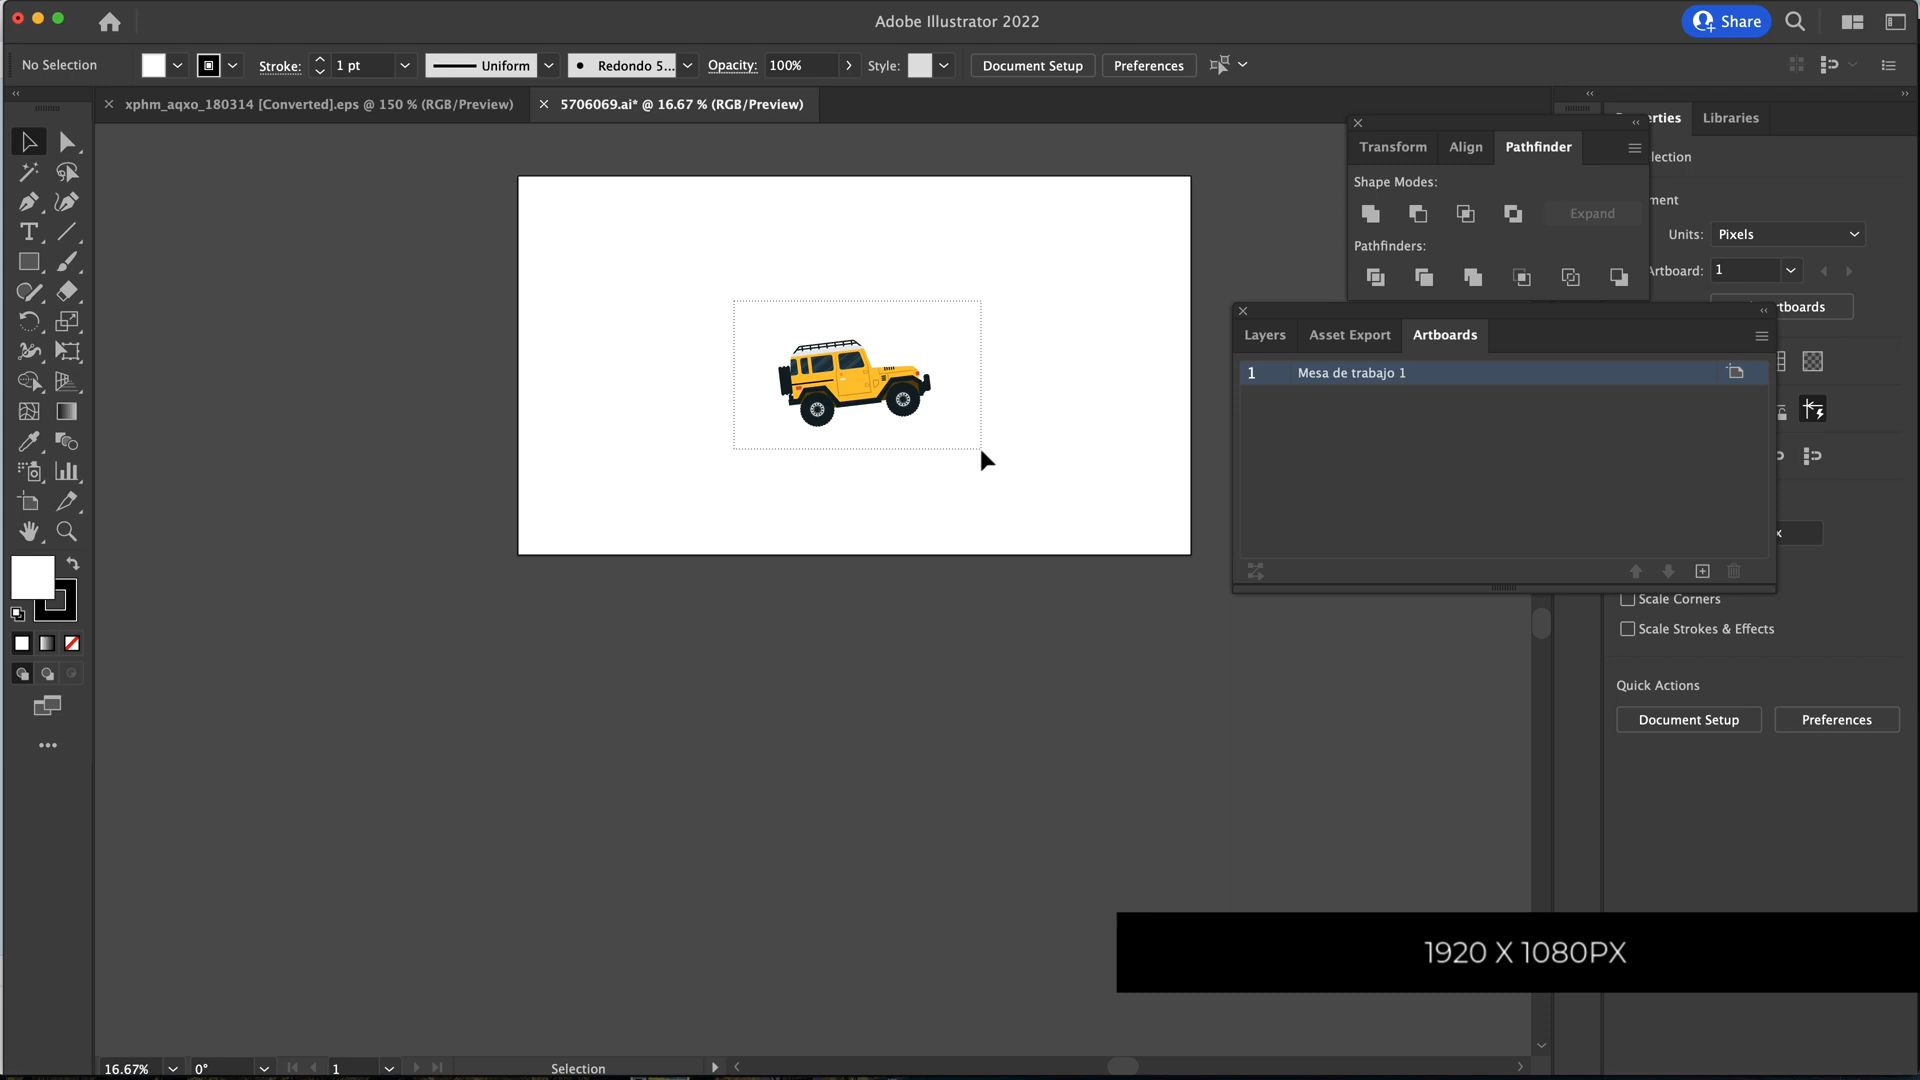 Adobe Illustrator 2022
Share
No Selection
Stroke:
1 pt
Uniform
Redondo 5...
Opacity:
100%
Style:
Document Setup
Preferences
xphm_aqxo_180314 [Converted].eps @ 150 % (RGB/Preview)
5706069.ai* @ 16.67 % (RGB/Preview)
Transform
Align
Pathfinder
Shape Modes:
Expand
Pathfinders:
erties
Libraries
lection
ment
Units:
Pixels
rtboard:
1
tboards
Layers
Asset Export
Artboards
1
Mesa de trabajo 1
x
Scale Corners
Scale Strokes & Effects
Quick Actions
Document Setup
Preferences
1920 X 1080PX
16.67%
0°
1
Selection